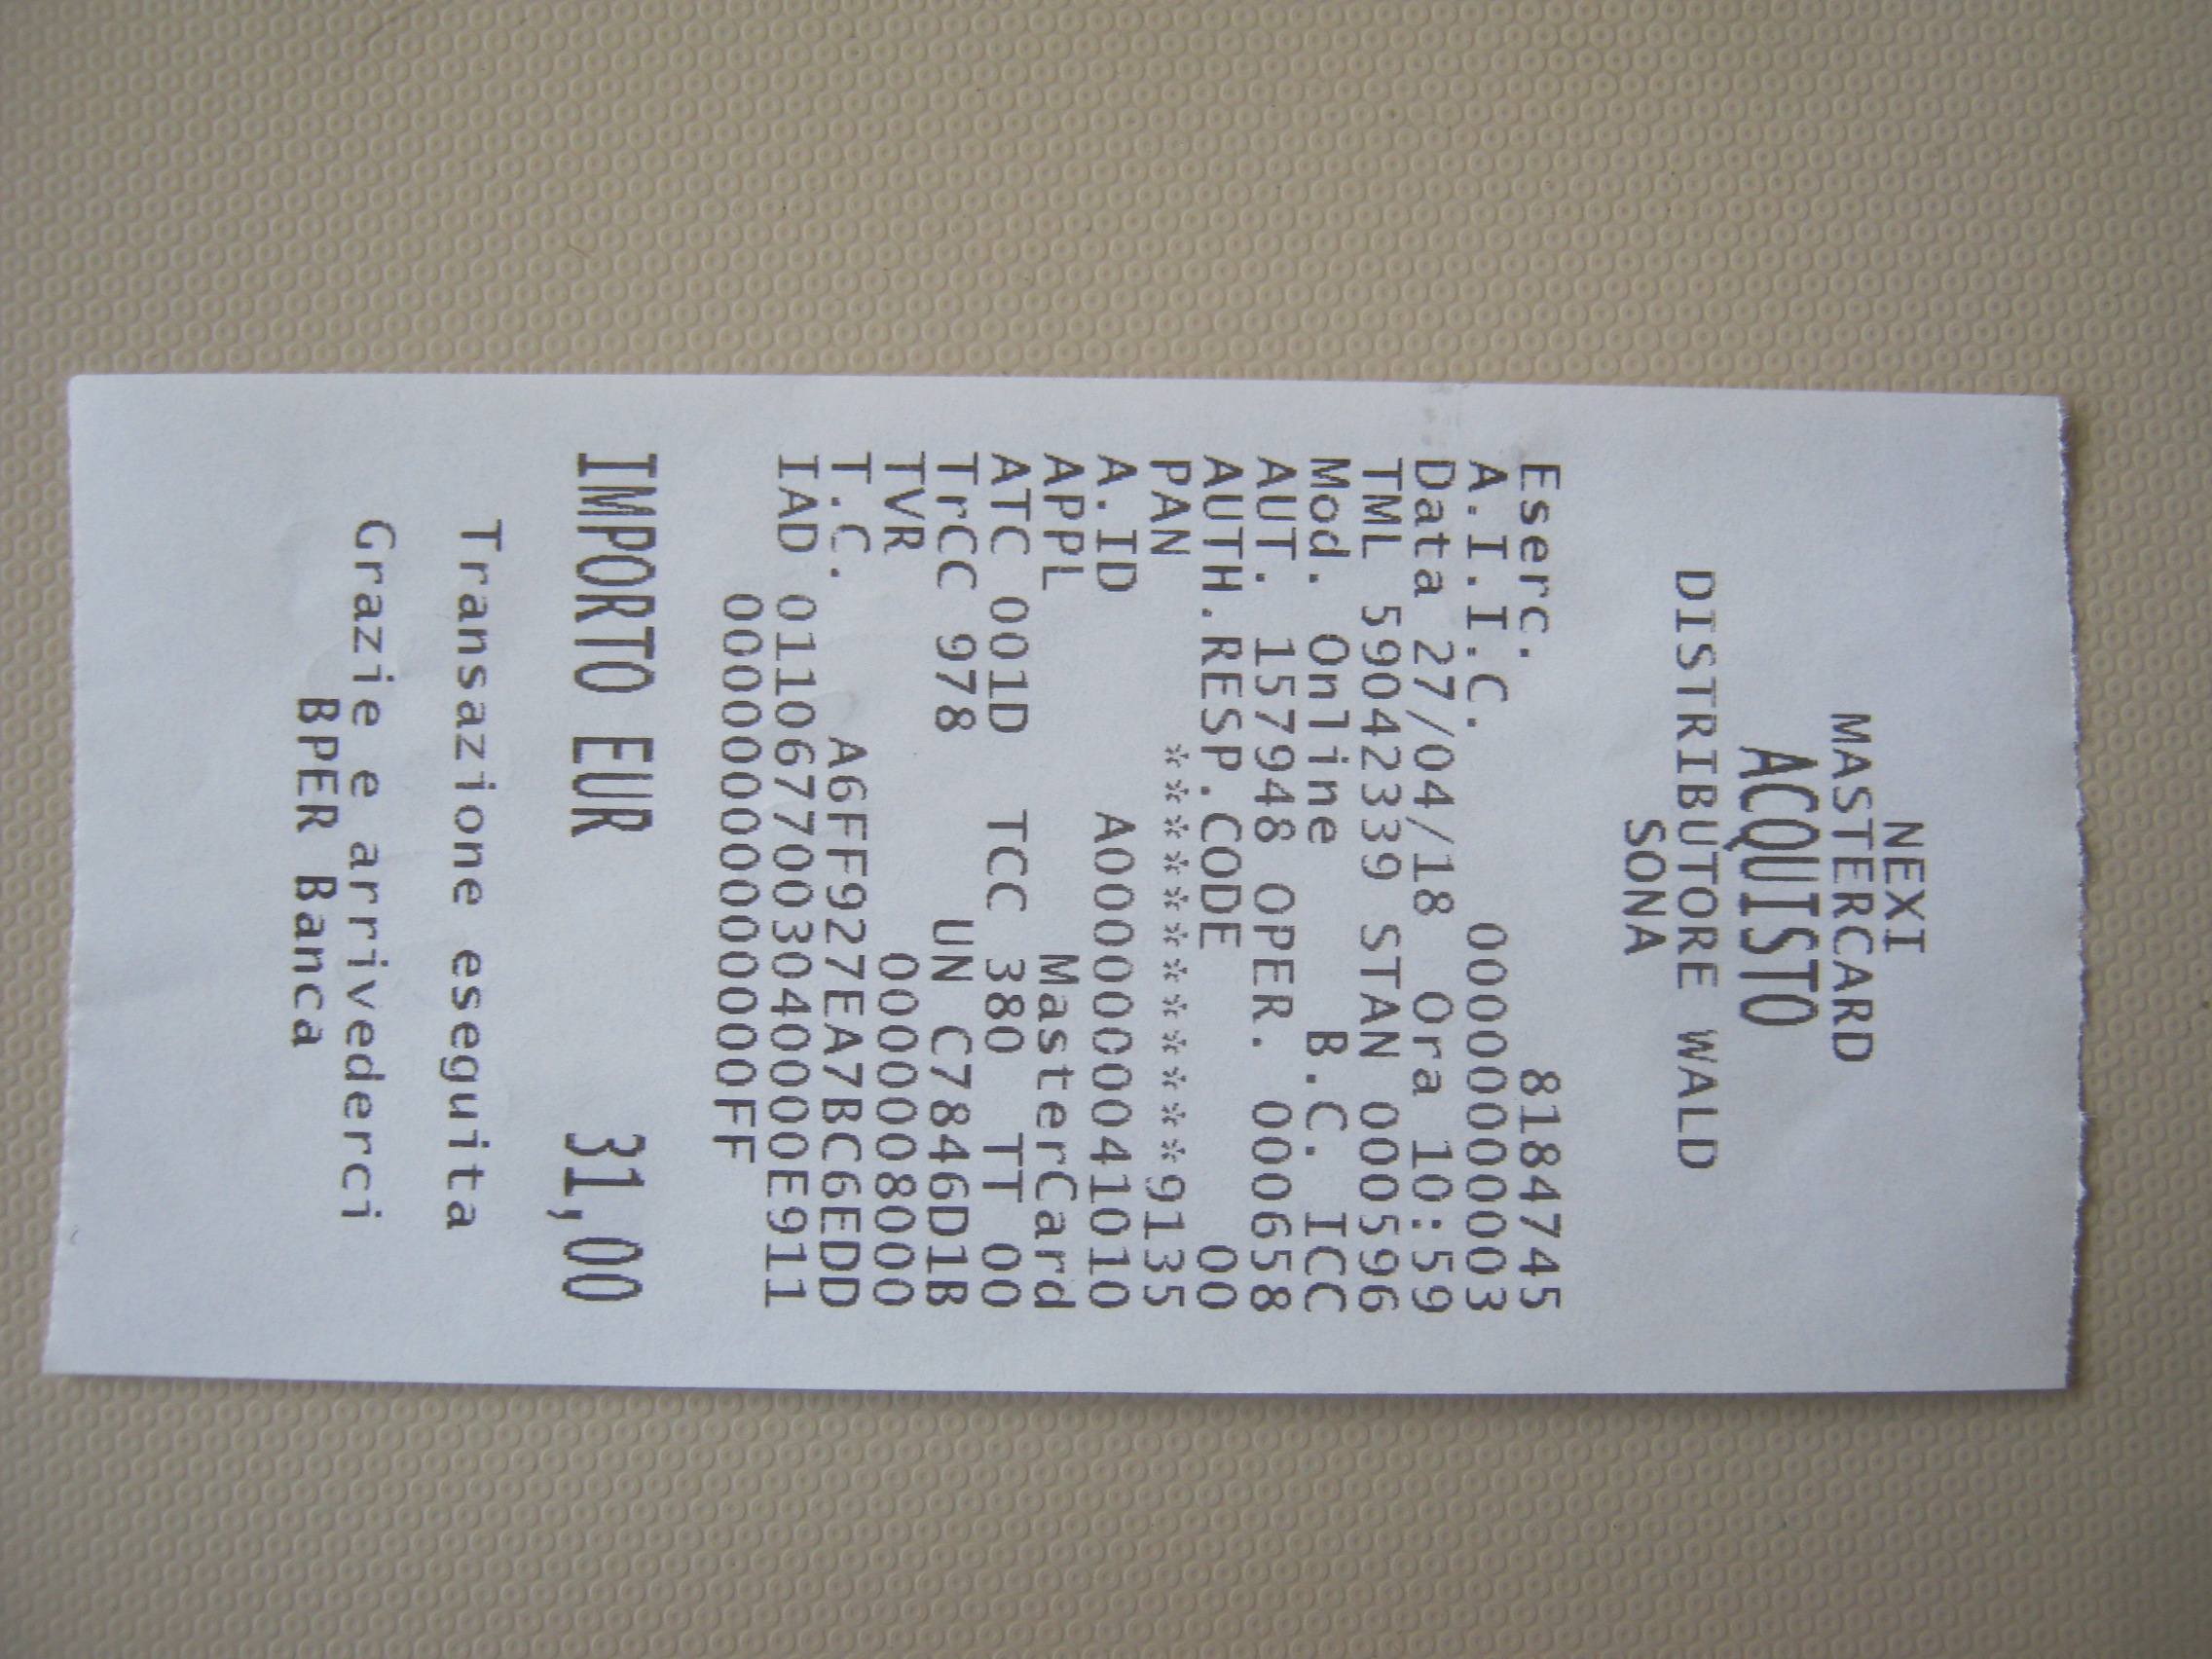 NEXI
MASTERCARD
ACQUISTO
DISTRIBUTORE WALD
SONA
Eserc. 8184745
A.I.I.C. 00000000003
Data 27/04/18 Ora 10:59
TML 59042339 STAN 000596
Mod. Online B.C. ICC
AUT. 157948 OPER. 000658
AUTH.RESP.CODE 00
PAN ************9135
A.ID A0000000041010
APPL MasterCard
ATC 001D TCC 380 TT 00
TrCC 978 UN C7846D1B
TVR 0000008000
T.C. A6FF927EA7BC6EDD
IAD 0110677003040000E911
00000000000000FF
IMPORTO EUR 31,00
Transazione eseguita
Grazie e arrivederci
BPER Banca